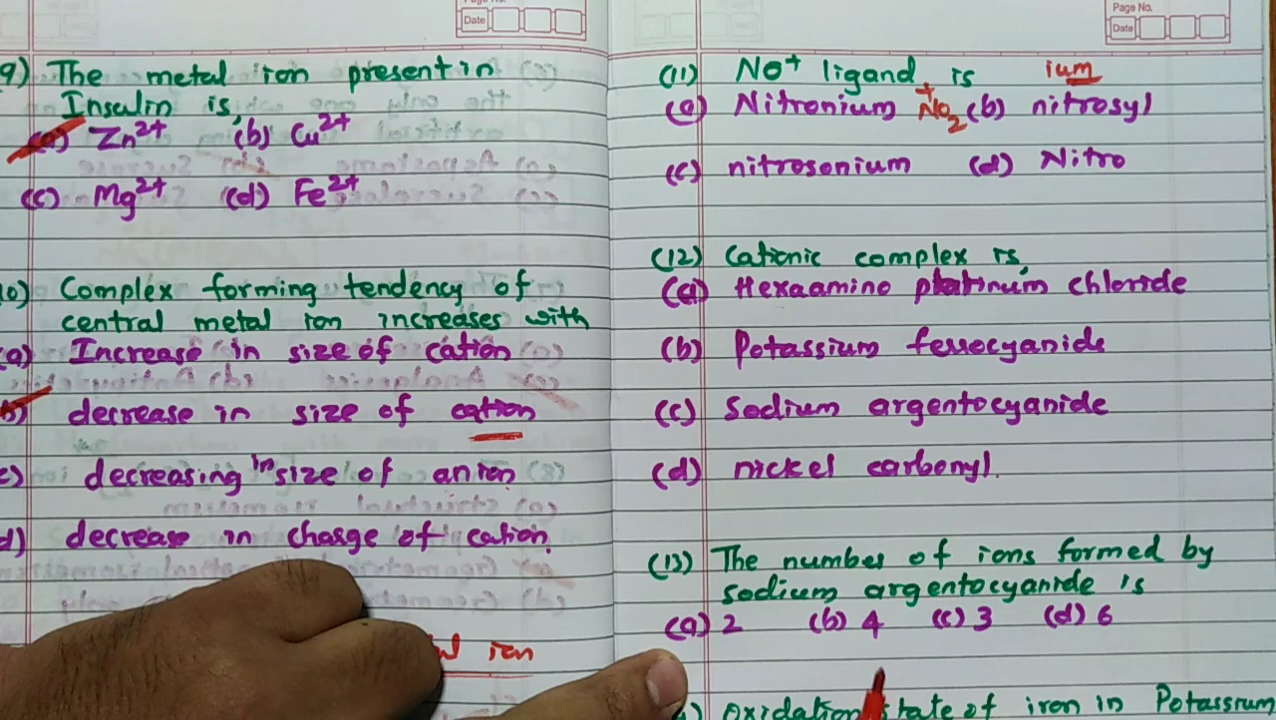 Date
9) The metal ion present in
Insulin is,
(a) Zn2+ (b) Cu2+
(c) Mg2+ (d) Fe2+
10) Complex forming tendency of
central metal ion increases with
(a) Increase in size of cation
b) decrease in size of cation
c) decreasing in size of anion
d) decrease in charge of cation.
ion
Page No.
Date
(11) NO+ ligand is ium
(a) Nitronium +NO2 (b) nitrosyl
(c) nitrosonium (d) Nitro
(12) Cationic complex is,
(a) Hexaamino platinum chloride
(b) Potassium ferrocyanide
(c) Sodium argentocyanide
(d) nickel carbonyl.
(13) The number of ions formed by
sodium argentocyanide is
(a) 2 (b) 4 (c) 3 (d) 6
Oxidation state of iron in Potassium